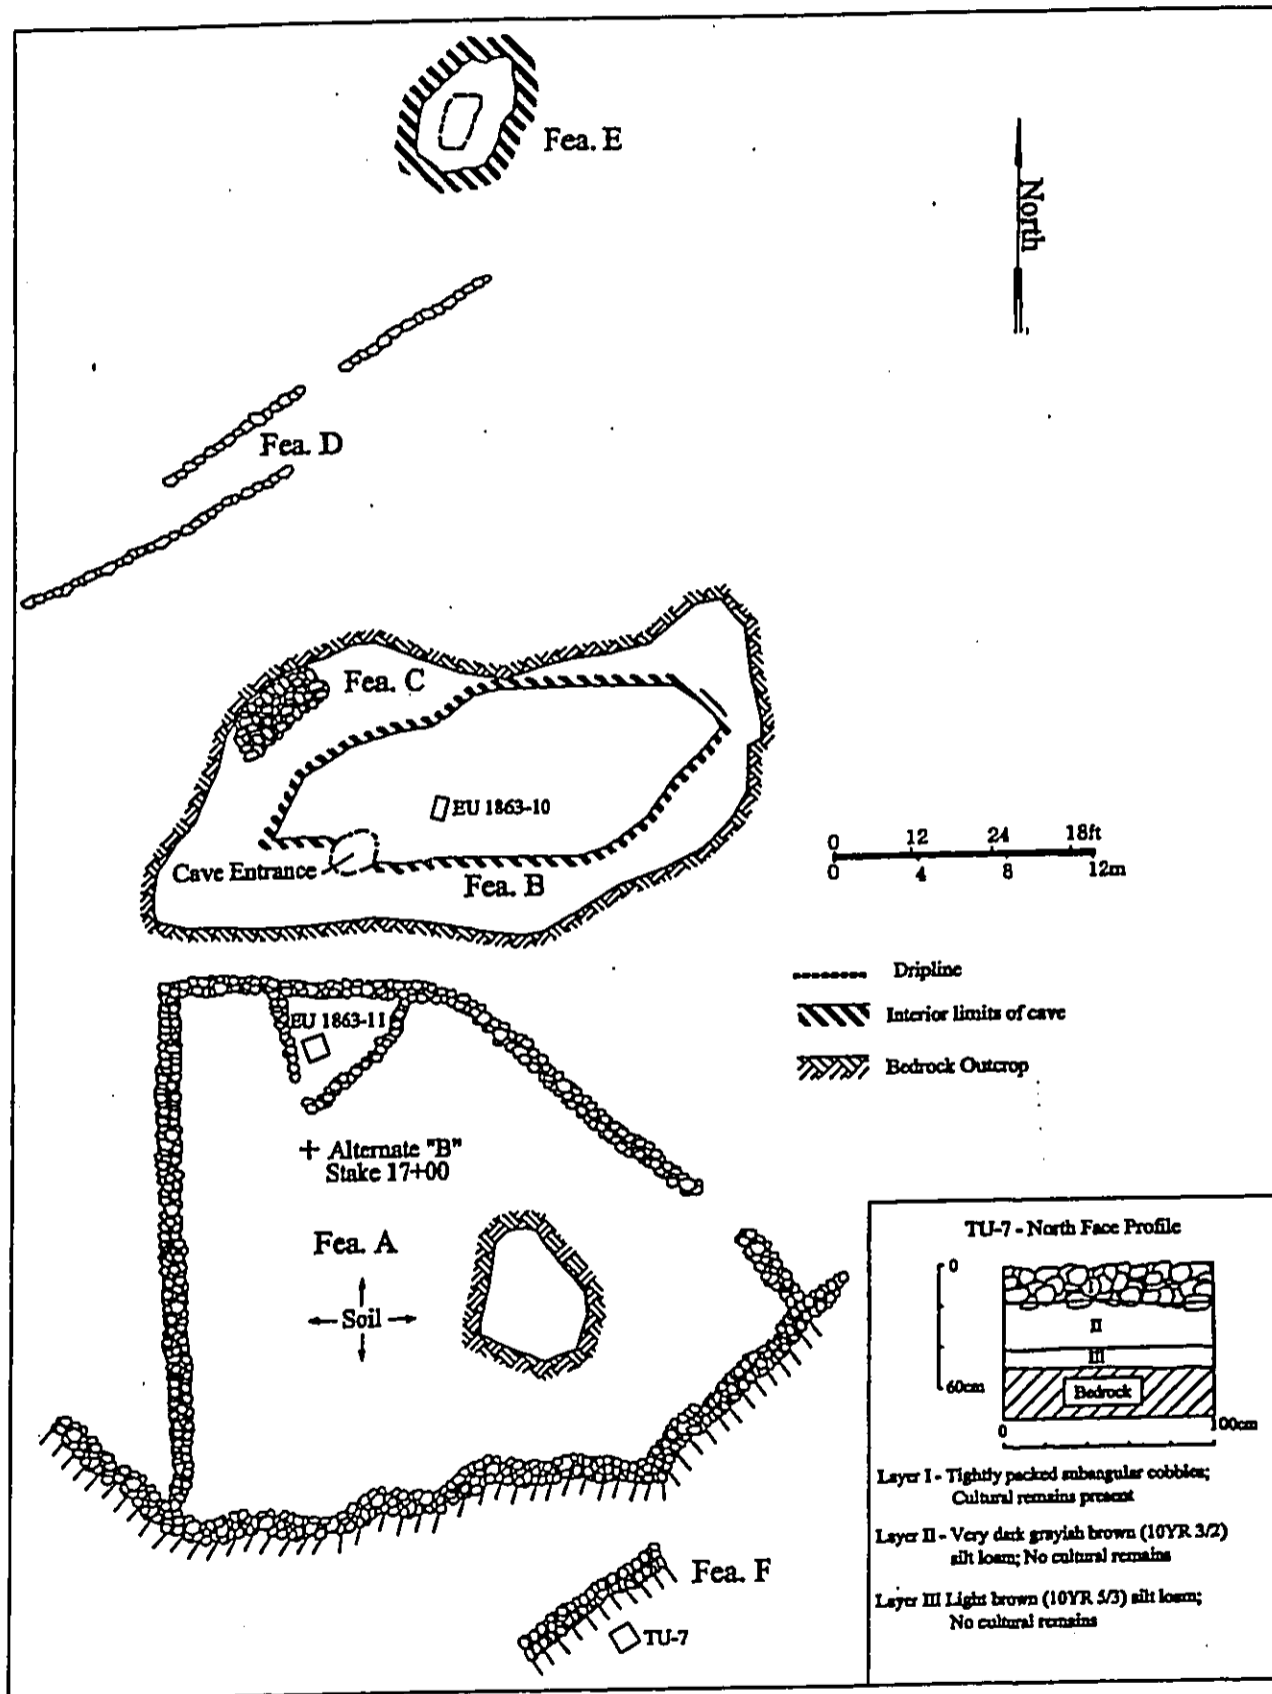 Fea. E
North
Fea. D
Fea. C
EU 1863-10
Cave Entrance
Fea. B
0 12 24 18ft
0 4 8 12m
Dripline
Interior limits of cave
Bedrock Outcrop
EU 1863-11
+ Alternate "B"
Stake 17+00
Fea. A
Soil
Fea. F
TU-7
TU-7 - North Face Profile
0
I
II
III
60cm
Bedrock
0 100cm
Layer I - Tightly packed subangular cobbles;
Cultural remains present
Layer II - Very dark grayish brown (10YR 3/2)
silt loam; No cultural remains
Layer III Light brown (10YR 5/3) silt loam;
No cultural remains